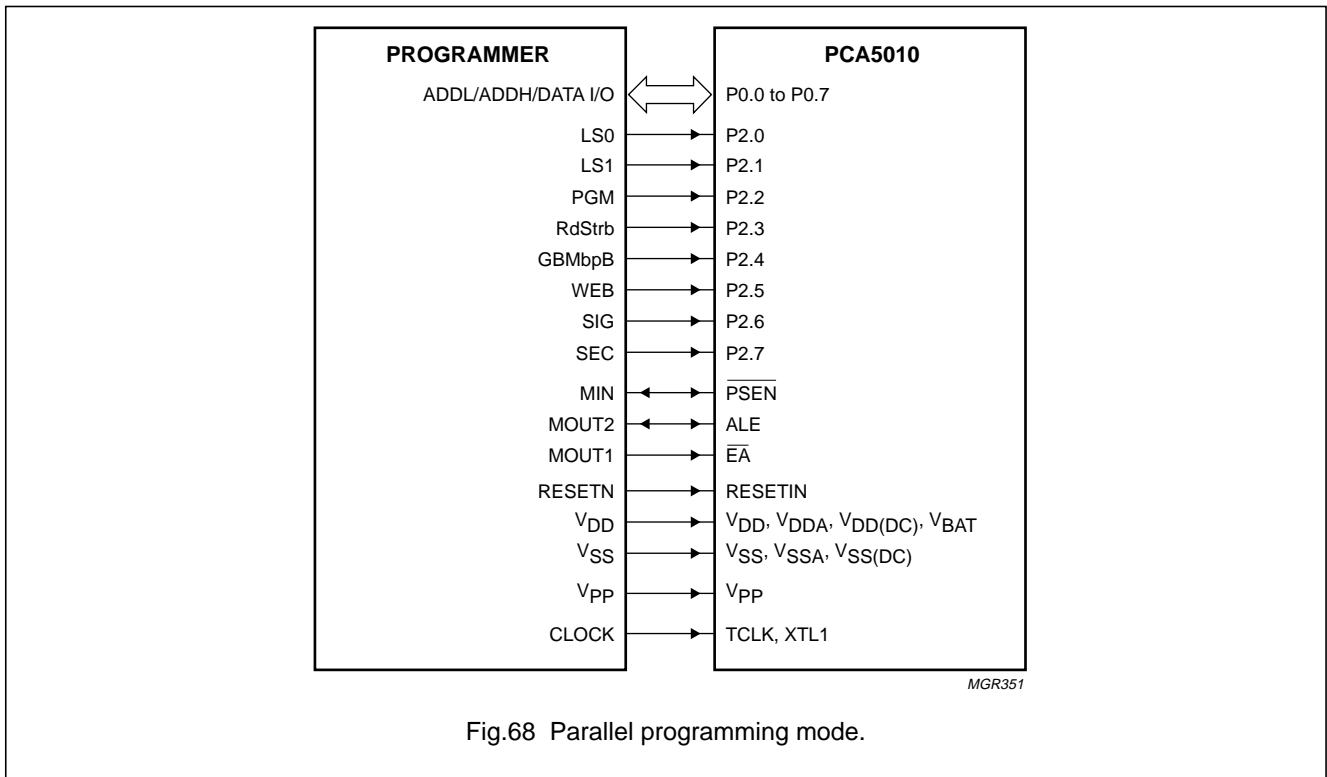 PROGRAMMER PCA5010
ADDL/ADDH/DATA I/O P0.0 to P0.7
LS0 P2.0
LS1 P2.1
PGM P2.2
RdStrb P2.3
GBMbpB P2.4
WEB P2.5
SIG P2.6
SEC P2.7
MIN P̅S̅E̅N̅
MOUT2 ALE
MOUT1 E̅A̅
RESETN RESETIN
VDD VDD, VDDA, VDD(DC), VBAT
VSS VSS, VSSA, VSS(DC)
VPP VPP
CLOCK TCLK, XTL1
MGR351
Fig.68 Parallel programming mode.